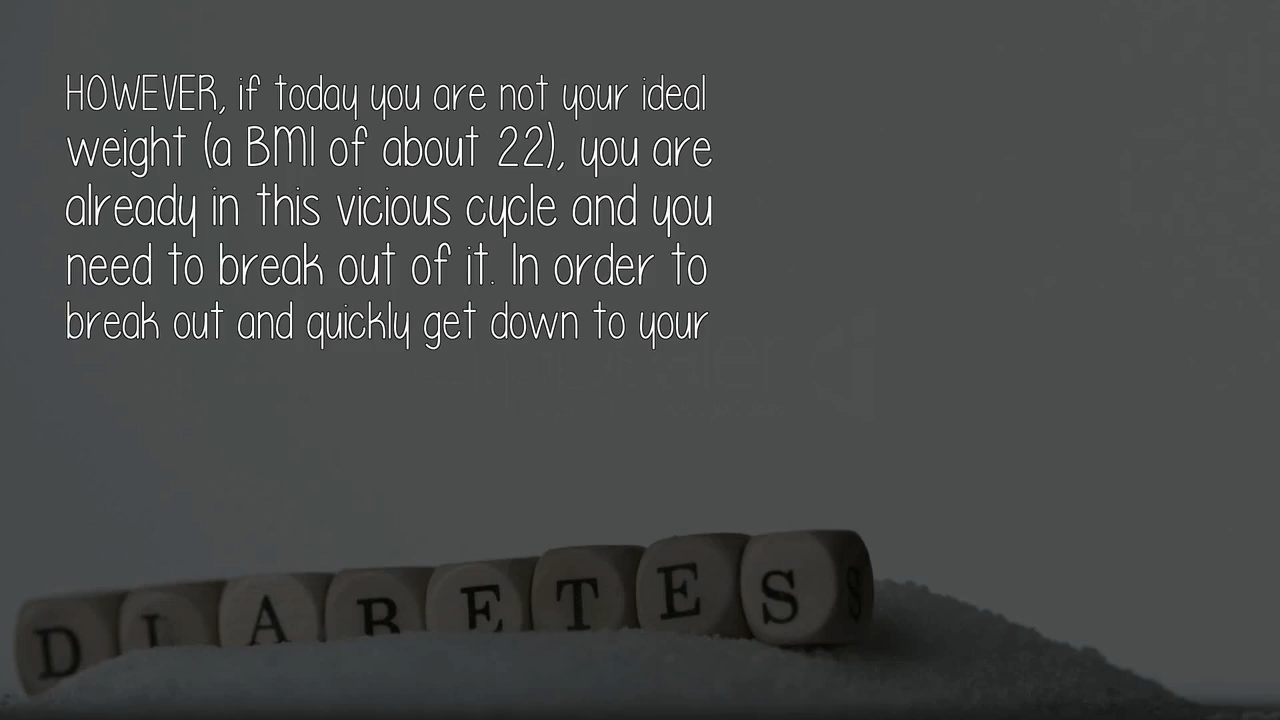 HOWEVER, if today you are not your ideal
weight (a BMI of about 22), you are
already in this vicious cycle and you
need to break out of it. In order to
break out and quickly get down to your
DIABETES S